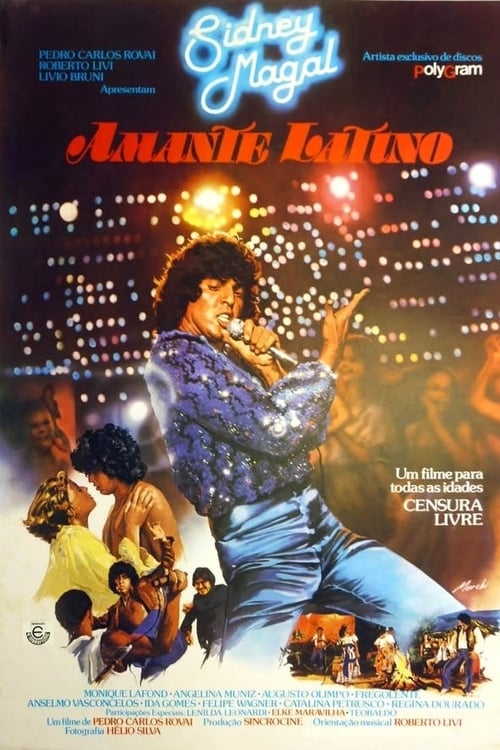 Sidney
Magal
PEDRO CARLOS ROVAI
ROBERTO LIVI
LIVIO BRUNI
Apresentam
Artista exclusivo de discos
PolyGram
AMANTE LATINO
Um filme para
todas as idades
CENSURA
LIVRE
MONIQUE LAFOND • ANGELINA MUNIZ • AUGUSTO OLIMPO • FREGOLENTE
ANSELMO VASCONCELOS • IDA GOMES • FELIPE WAGNER • CATALINA PETRUSCO • REGINA DOURADO
Participações Especiais: LENILDA LEONARDI • ELKE MARAVILHA • TEOBALDO
Um filme de PEDRO CARLOS ROVAI Produção SINCROCINE Orientação musical ROBERTO LIVI
Fotografia HÉLIO SILVA